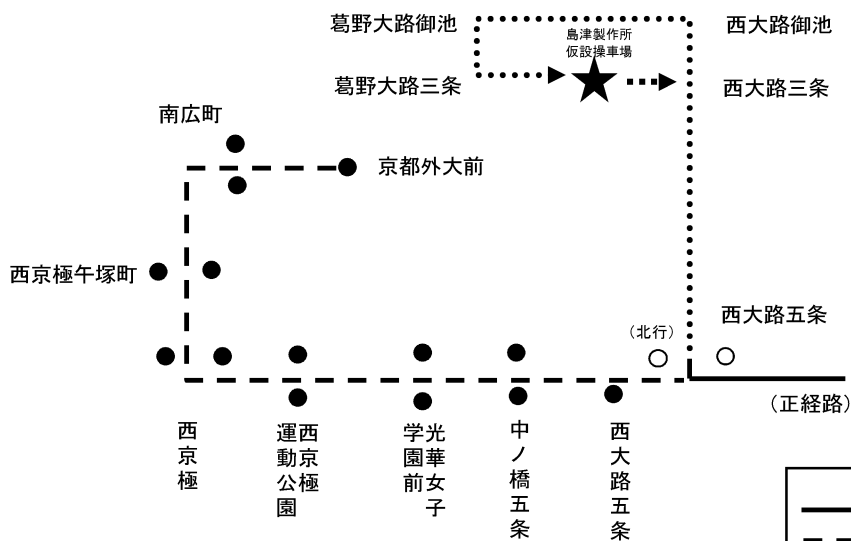 葛野大路御池
島津製作所
仮設操車場
西大路御池
葛野大路三条
西大路三条
南広町
京都外大前
西京極午塚町
西大路五条
（北行）
（正経路）
西京極
西京極
運動公園
光華女子
学園前
中ノ橋五条
西大路五条